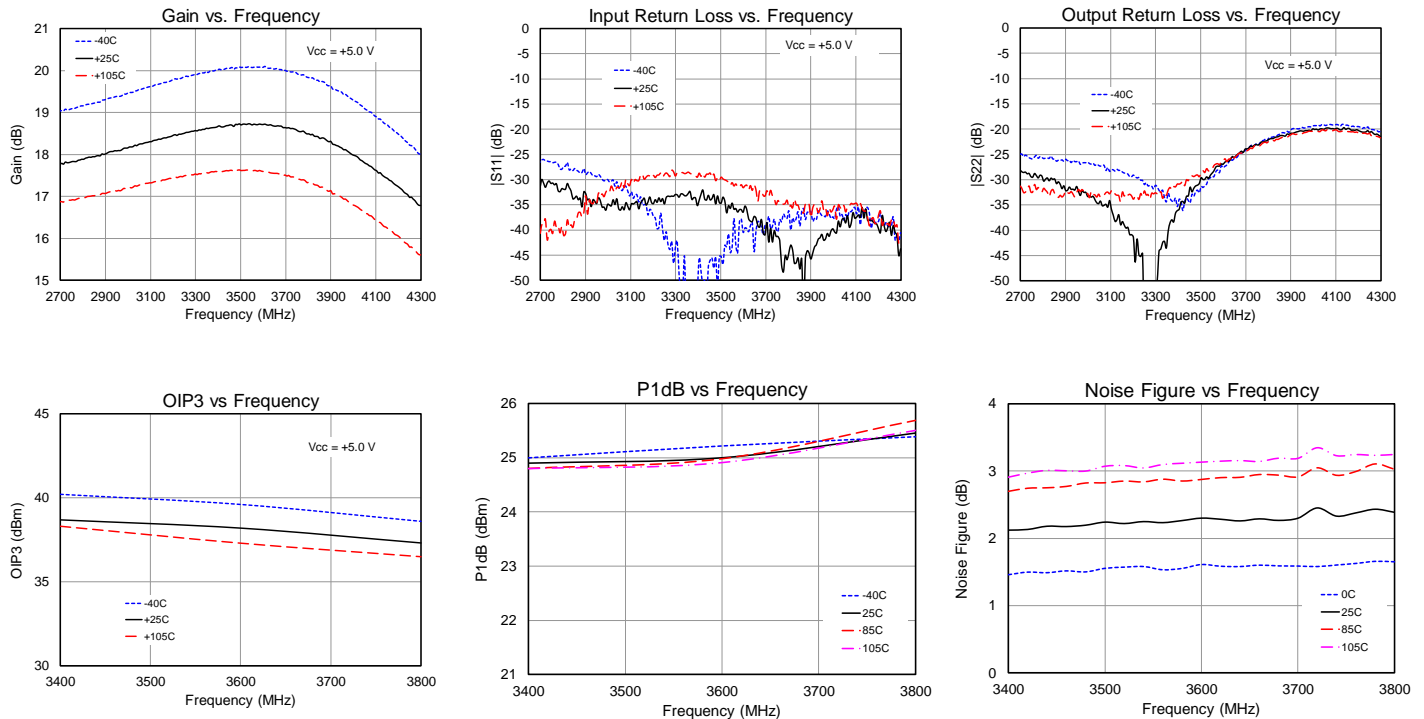 Gain vs. Frequency
21
20
19
18
17
16
15
Gain (dB)
-40C
+25C
+105C
Vcc = +5.0 V
2700 2900 3100 3300 3500 3700 3900 4100 4300
Frequency (MHz)
Input Return Loss vs. Frequency
0
-5
-10
-15
-20
-25
-30
-35
-40
-45
-50
|S11| (dB)
Vcc = +5.0 V
-40C
+25C
+105C
2700 2900 3100 3300 3500 3700 3900 4100 4300
Frequency (MHz)
Output Return Loss vs. Frequency
0
-5
-10
-15
-20
-25
-30
-35
-40
-45
-50
|S22| (dB)
Vcc = +5.0 V
-40C
+25C
+105C
2700 2900 3100 3300 3500 3700 3900 4100 4300
Frequency (MHz)
OIP3 vs Frequency
45
40
35
30
OIP3 (dBm)
Vcc = +5.0 V
-40C
+25C
+105C
3400 3500 3600 3700 3800
Frequency (MHz)
P1dB vs Frequency
26
25
24
23
22
21
P1dB (dBm)
-40C
25C
85C
105C
3400 3500 3600 3700 3800
Frequency (MHz)
Noise Figure vs Frequency
4
3
2
1
0
Noise Figure (dB)
0C
25C
85C
105C
3400 3500 3600 3700 3800
Frequency (MHz)